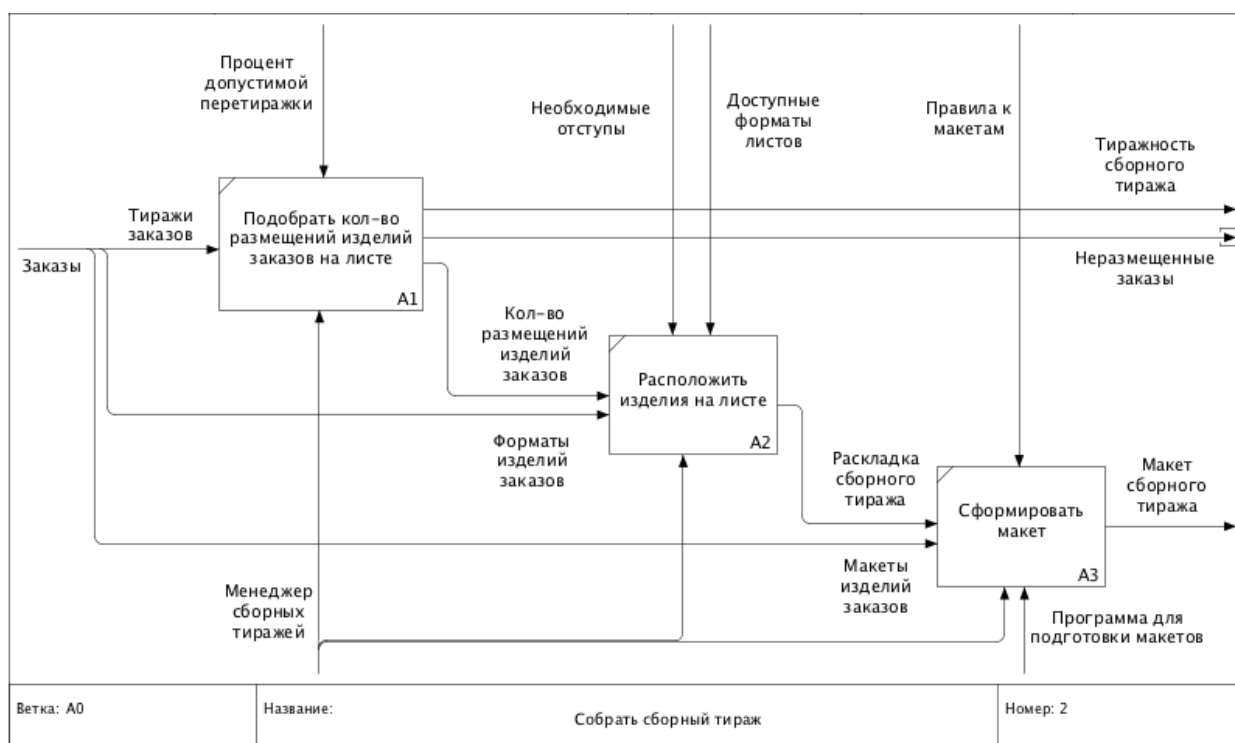 Процент
допустимой
перетиражки
Необходимые
отступы
Доступные
форматы
листов
Правила к
макетам
Тиражность
сборного
тиража
Тиражи
заказов
Заказы
Подобрать кол-во
размещений изделий
заказов на листе
A1
Неразмещенные
заказы
Кол-во
размещений
изделий
заказов
Расположить
изделия на листе
A2
Форматы
изделий
заказов
Раскладка
сборного
тиража
Макет
сборного
тиража
Сформировать
макет
A3
Макеты
изделий
заказов
Менеджер
сборных
тиражей
Программа для
подготовки макетов
Ветка: A0
Название:
Собрать сборный тираж
Номер: 2